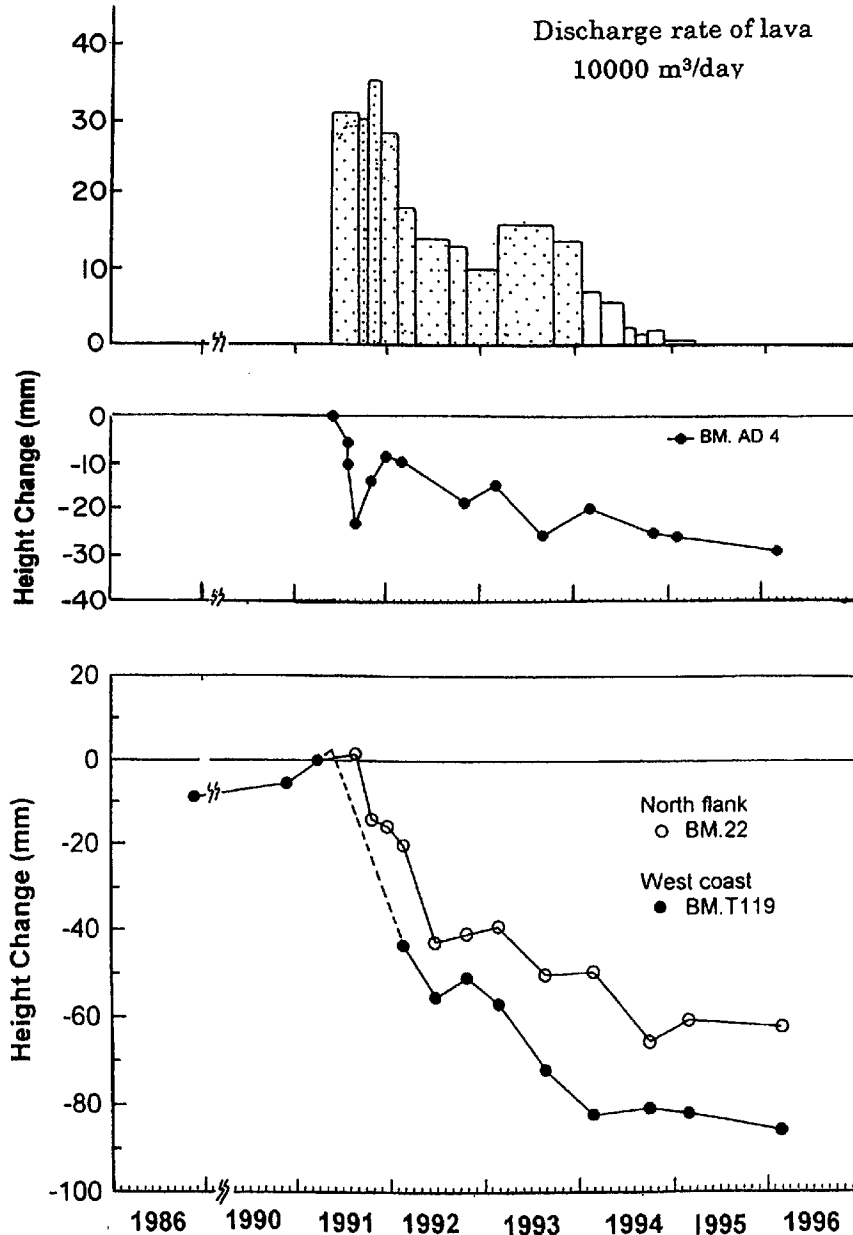 Discharge rate of lava
10000 m³/day
40
30
20
10
0
Height Change (mm)
0
-10
-20
-30
-40
BM. AD 4
Height Change (mm)
20
0
-20
-40
-60
-80
-100
North flank
BM.22
West coast
BM.T119
1986 1990 1991 1992 1993 1994 1995 1996